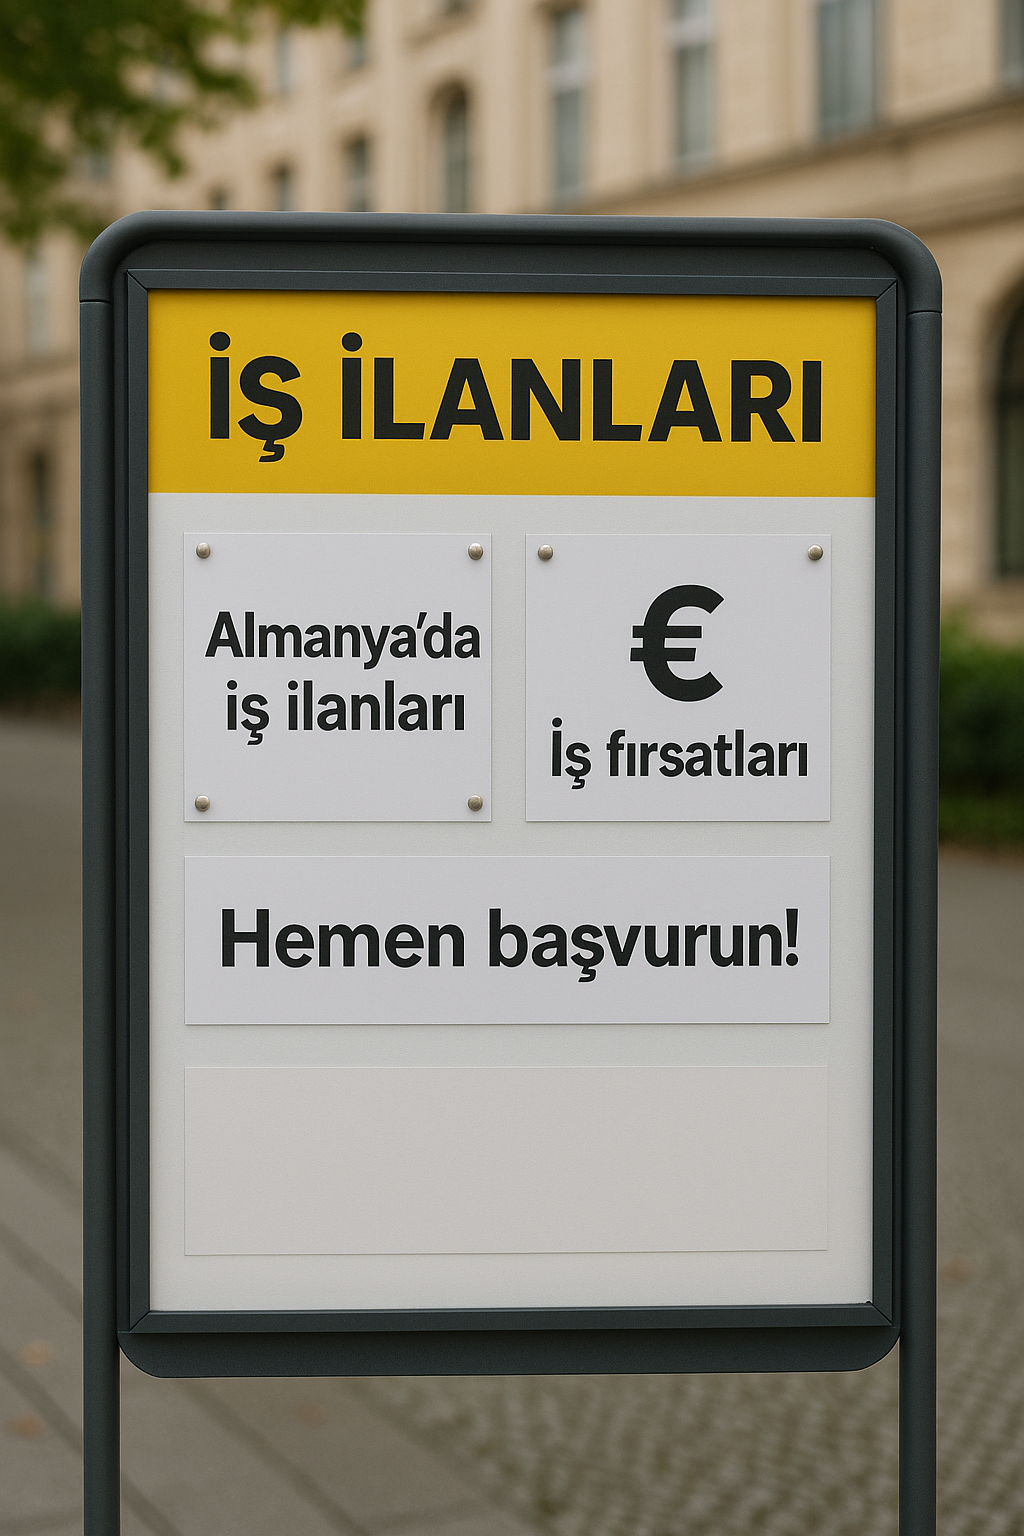 İŞ İLANLARI
Almanya'da
iş ilanları
€
İş fırsatları
Hemen başvurun!